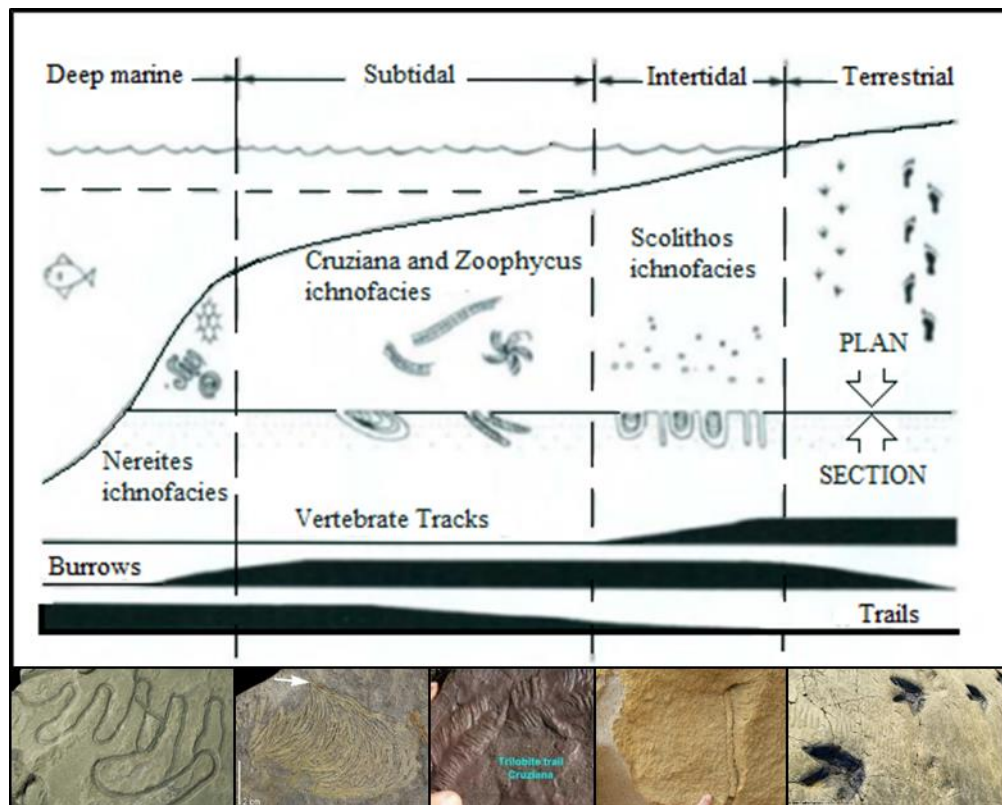 Deep marine
Subtidal
Intertidal
Terrestrial
Cruziana and Zoophycus
ichnofacies
Scolithos
ichnofacies
PLAN
Nereites
ichnofacies
SECTION
Vertebrate Tracks
Burrows
Trails
Trilobite trail
Cruziana